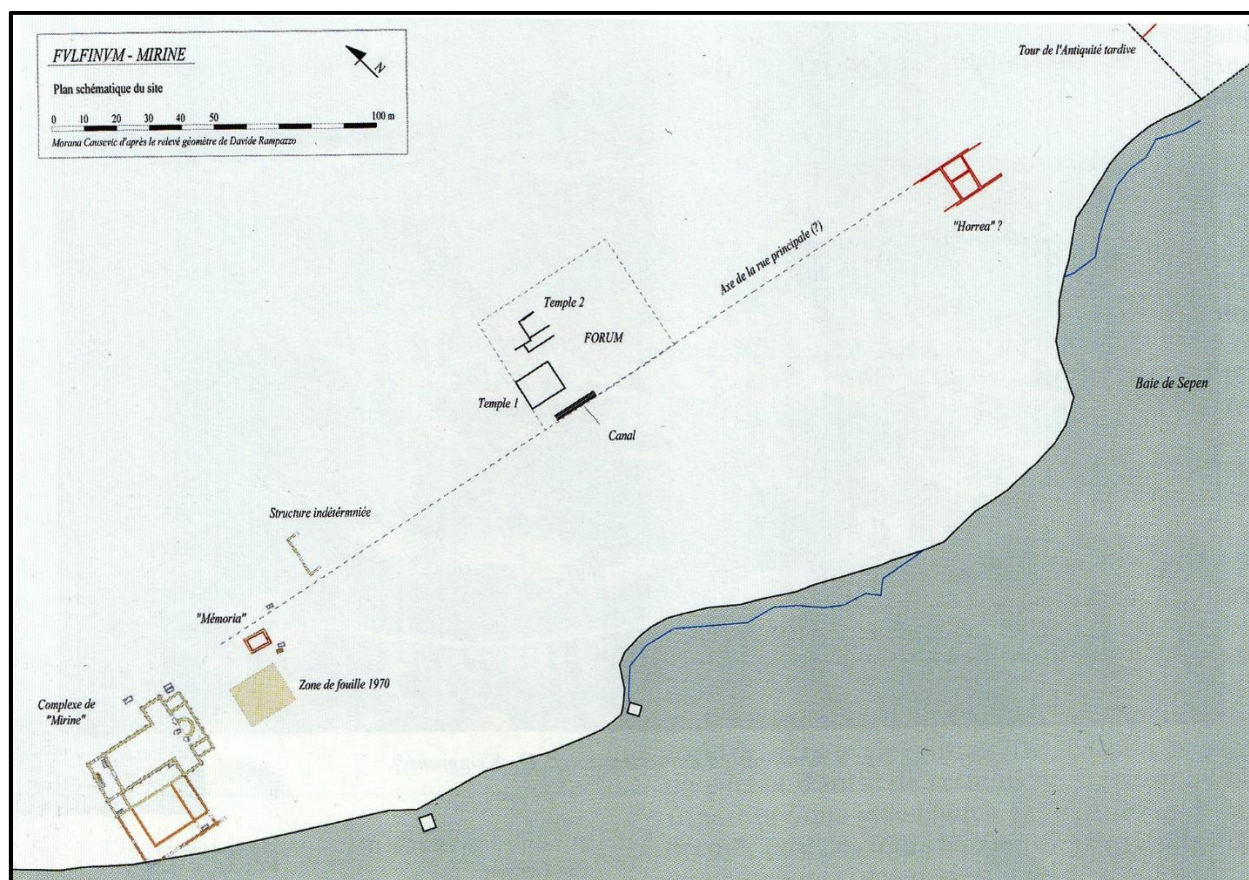 FVLFINVM - MIRINE
N
Plan schématique du site
0 10 20 30 40 50 100 m
Morana Causevic d'après le relevé géomètre de Davide Rampazzo
Tour de l'Antiquité tardive
"Horrea" ?
Axe de la rue principale (?)
Temple 2
FORUM
Baie de Sepen
Temple 1
Canal
Structure indétérmniée
"Mémoria"
Zone de fouille 1970
Complexe de
"Mirine"